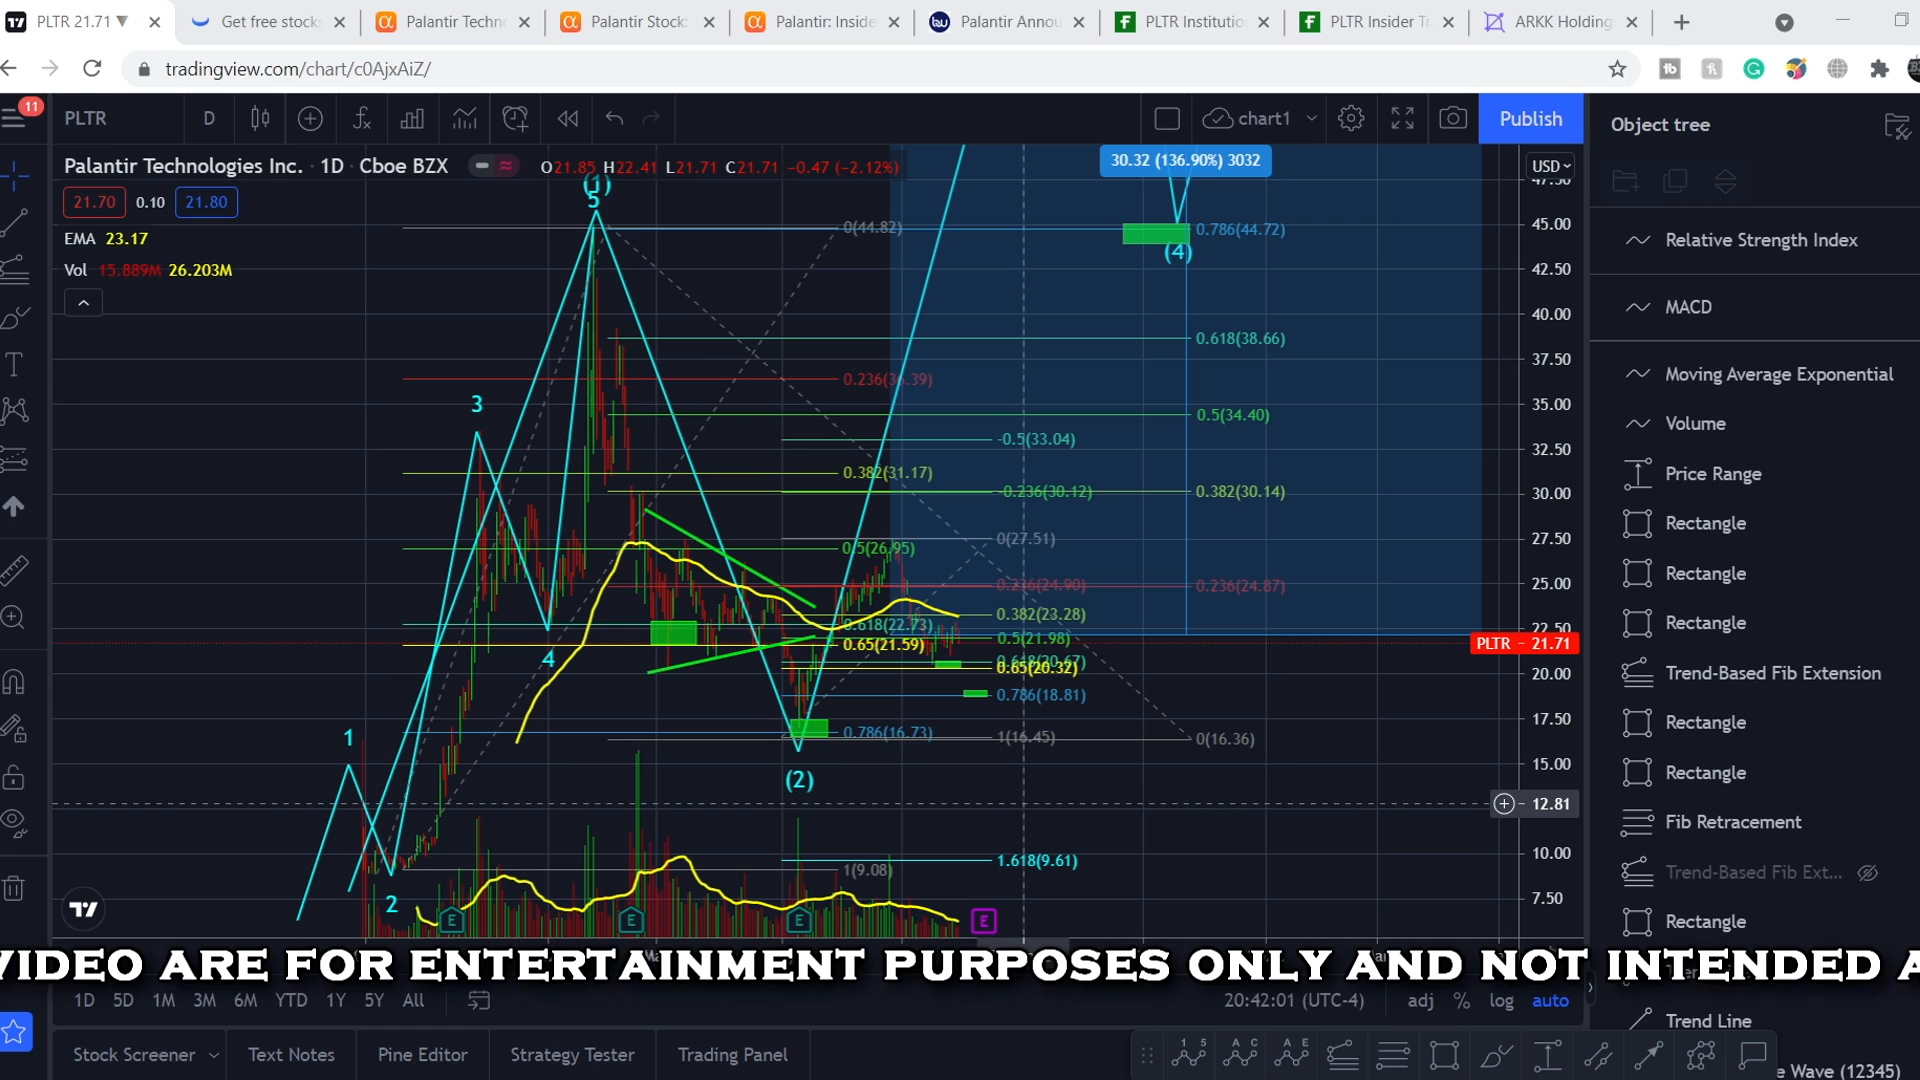 PLTR 21.71 ▼
Get free stocks
Palantir Techno
Palantir Stock:
Palantir: Inside
Palantir Annou
PLTR Institutio
PLTR Insider Tr
ARKK Holding
tradingview.com/chart/c0AjxAiZ/
11
PLTR
D
chart1
Publish
Object tree
Palantir Technologies Inc. · 1D · Cboe BZX
O21.85 H22.41 L21.71 C21.71 −0.47 (−2.12%)
30.32 (136.90%) 3032
USD
47.50
21.70 0.10 21.80
EMA 23.17
Vol 15.889M 26.203M
(1)
5
0(44.82)
0.786(44.72)
(4)
45.00
42.50
40.00
0.618(38.66)
37.50
0.236(36.39)
3
35.00
0.5(34.40)
-0.5(33.04)
32.50
0.382(31.17)
-0.236(30.12)
0.382(30.14)
30.00
0(27.51)
27.50
0.5(26.95)
0.236(24.90)
0.236(24.87)
25.00
0.382(23.28)
0.618(22.73)
22.50
0.5(21.98)
0.65(21.59)
PLTR 21.71
4
0.618(20.67)
0.65(20.32)
20.00
0.786(18.81)
17.50
0.786(16.73)
1(16.45)
0(16.36)
1
15.00
(2)
12.81
1.618(9.61)
10.00
1(9.08)
2
7.50
E
E
E
E
Relative Strength Index
MACD
Moving Average Exponential
Volume
Price Range
Rectangle
Rectangle
Rectangle
Trend-Based Fib Extension
Rectangle
Rectangle
Fib Retracement
Trend-Based Fib Ext...
Rectangle
Trend Line
VIDEO ARE FOR ENTERTAINMENT PURPOSES ONLY AND NOT INTENDED A
1D 5D 1M 3M 6M YTD 1Y 5Y All
20:42:01 (UTC-4)
adj % log auto
Stock Screener
Text Notes
Pine Editor
Strategy Tester
Trading Panel
e Wave (12345)